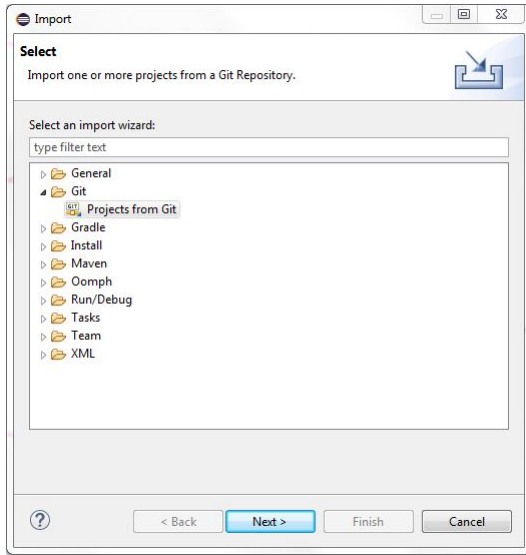 Import
Select
Import one or more projects from a Git Repository.
Select an import wizard:
type filter text
General
Git
GIT Projects from Git
Gradle
Install
Maven
Oomph
Run/Debug
Tasks
Team
XML
? < Back Next > Finish Cancel